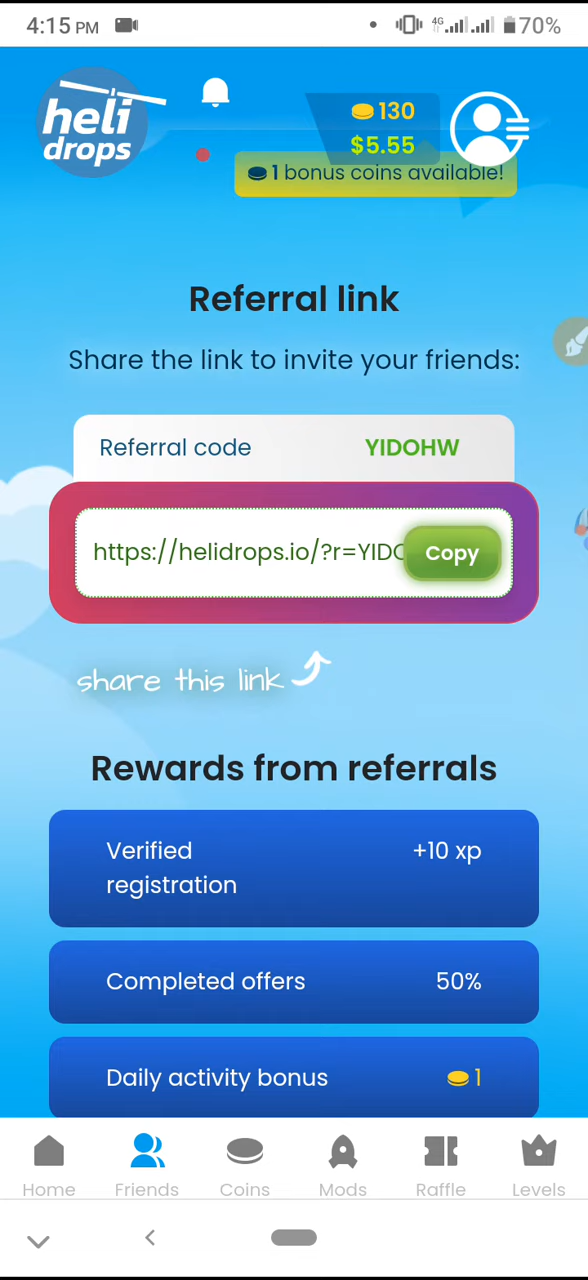 4:15 PM
4G
70%
heli
drops
130
$5.55
1 bonus coins available!
Referral link
Share the link to invite your friends:
Referral code YIDOHW
https://helidrops.io/?r=YIDO Copy
share this link
Rewards from referrals
Verified +10 xp
registration
Completed offers 50%
Daily activity bonus 1
Home Friends Coins Mods Raffle Levels